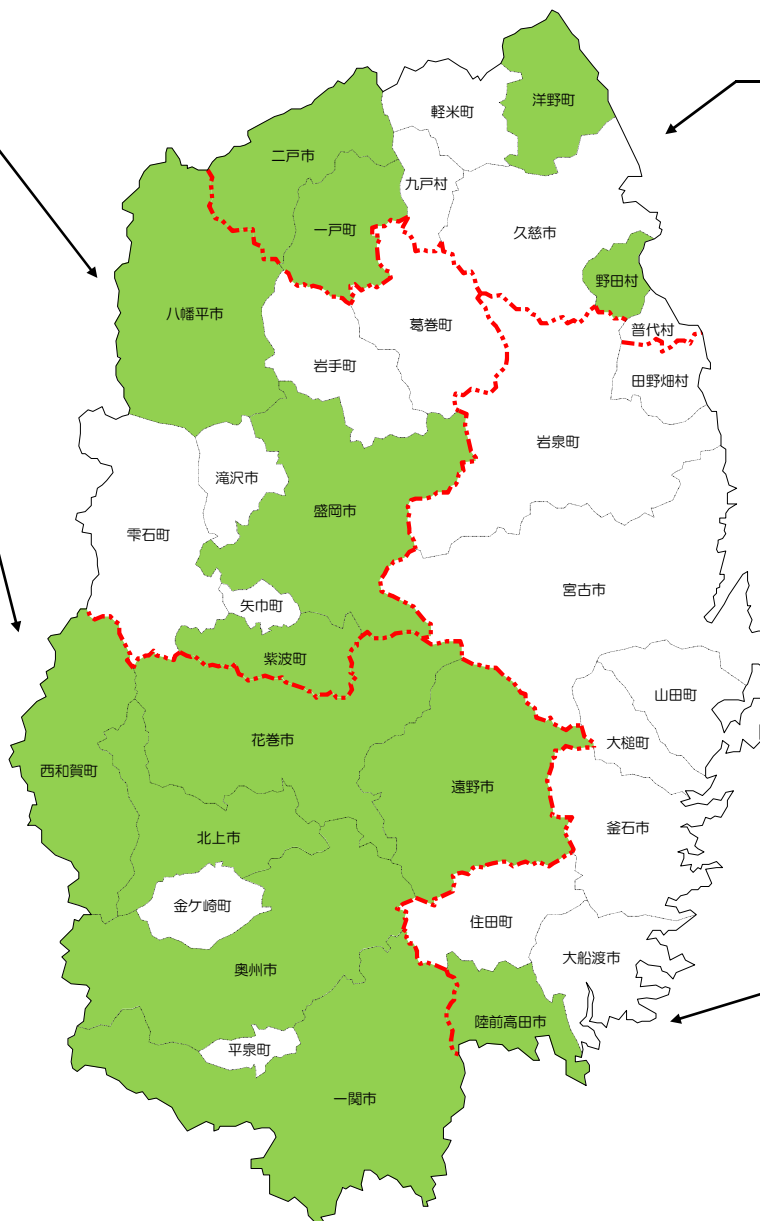 洋野町
軽米町
二戸市
九戸村
一戸町
久慈市
野田村
八幡平市
葛巻町
普代村
岩手町
田野畑村
岩泉町
滝沢市
盛岡市
雫石町
宮古市
矢巾町
紫波町
山田町
花巻市
大槌町
西和賀町
遠野市
釜石市
北上市
金ケ崎町
住田町
大船渡市
奥州市
陸前高田市
平泉町
一関市